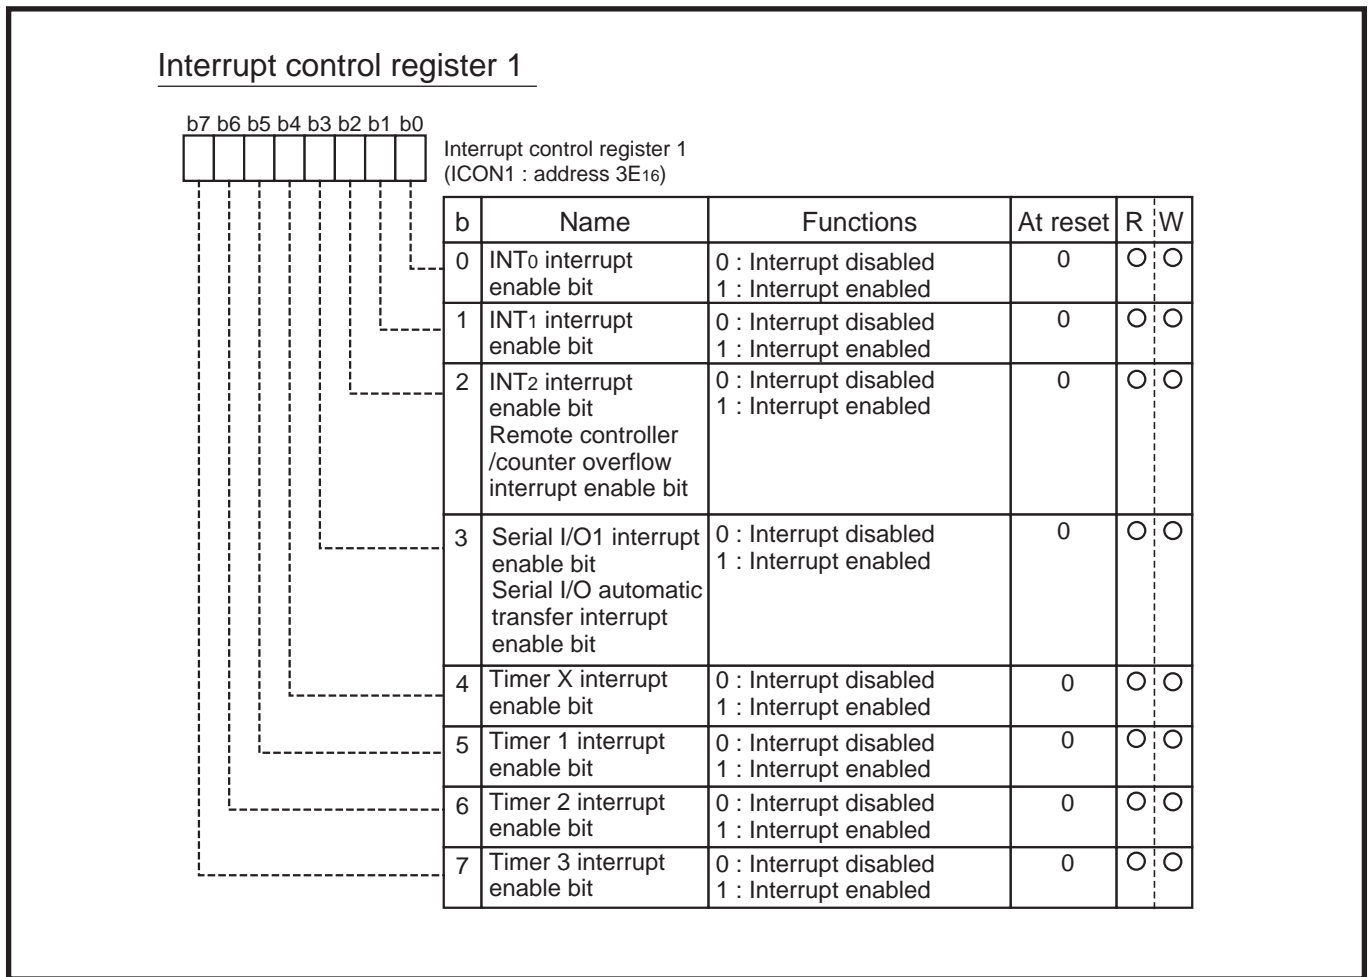 Interrupt control register 1
b7 b6 b5 b4 b3 b2 b1 b0
Interrupt control register 1
(ICON1 : address 3E16)
b Name Functions At reset R W
0 INT0 interrupt 0 : Interrupt disabled 0 O O
enable bit 1 : Interrupt enabled
1 INT1 interrupt 0 : Interrupt disabled 0 O O
enable bit 1 : Interrupt enabled
2 INT2 interrupt 0 : Interrupt disabled 0 O O
enable bit 1 : Interrupt enabled
Remote controller
/counter overflow
interrupt enable bit
3 Serial I/O1 interrupt 0 : Interrupt disabled 0 O O
enable bit 1 : Interrupt enabled
Serial I/O automatic
transfer interrupt
enable bit
4 Timer X interrupt 0 : Interrupt disabled 0 O O
enable bit 1 : Interrupt enabled
5 Timer 1 interrupt 0 : Interrupt disabled 0 O O
enable bit 1 : Interrupt enabled
6 Timer 2 interrupt 0 : Interrupt disabled 0 O O
enable bit 1 : Interrupt enabled
7 Timer 3 interrupt 0 : Interrupt disabled 0 O O
enable bit 1 : Interrupt enabled